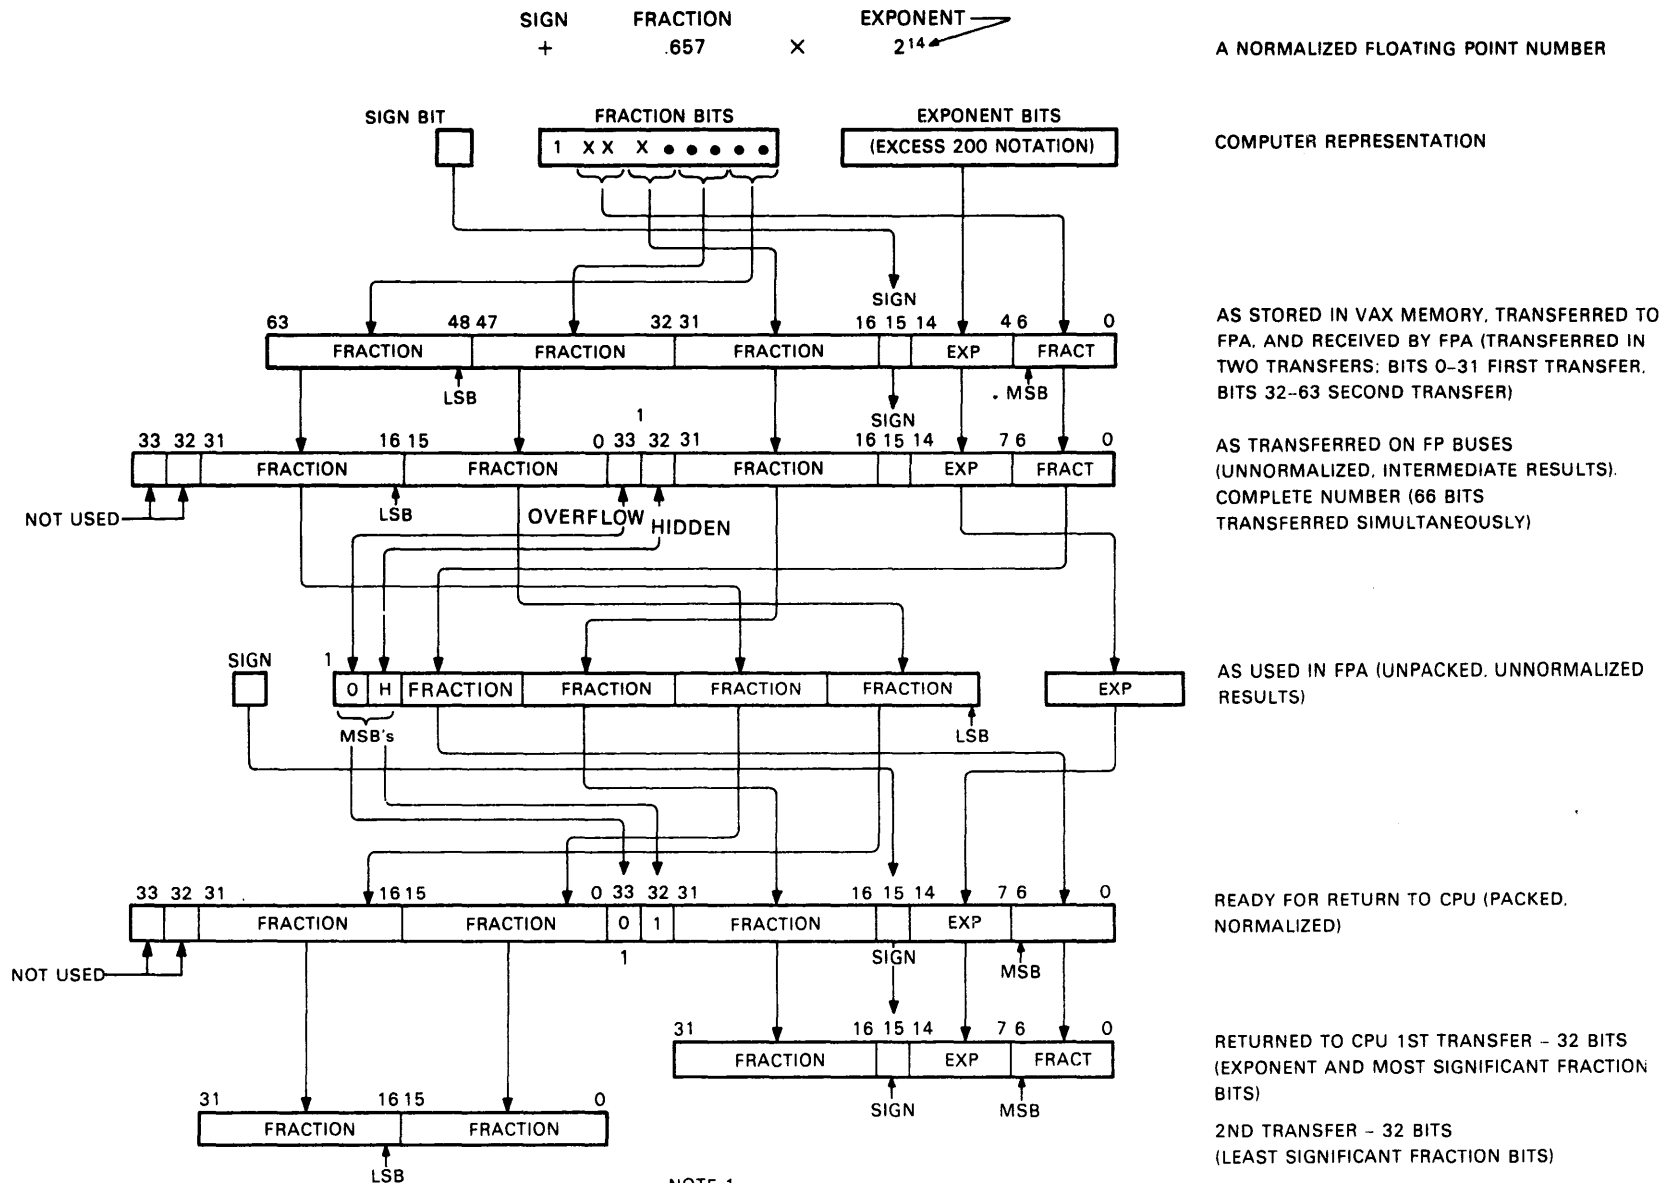 SIGN FRACTION EXPONENT
+ .657 × 2¹⁴ A NORMALIZED FLOATING POINT NUMBER
SIGN BIT FRACTION BITS EXPONENT BITS
1 X X X ● ● ● ● ● (EXCESS 200 NOTATION) COMPUTER REPRESENTATION
SIGN
63 48 47 32 31 16 15 14 4 6 0
FRACTION FRACTION FRACTION EXP FRACT
LSB SIGN MSB
AS STORED IN VAX MEMORY, TRANSFERRED TO
FPA, AND RECEIVED BY FPA (TRANSFERRED IN
TWO TRANSFERS: BITS 0-31 FIRST TRANSFER.
BITS 32--63 SECOND TRANSFER)
1
33 32 31 16 15 0 33 32 31 16 15 14 7 6 0
FRACTION FRACTION FRACTION EXP FRACT
NOT USED LSB OVERFLOW HIDDEN
AS TRANSFERRED ON FP BUSES
(UNNORMALIZED, INTERMEDIATE RESULTS).
COMPLETE NUMBER (66 BITS
TRANSFERRED SIMULTANEOUSLY)
SIGN 1
O H FRACTION FRACTION FRACTION FRACTION EXP
MSB's LSB
AS USED IN FPA (UNPACKED, UNNORMALIZED
RESULTS)
33 32 31 16 15 0 33 32 31 16 15 14 7 6 0
FRACTION FRACTION 0 1 FRACTION EXP
NOT USED 1 SIGN MSB
READY FOR RETURN TO CPU (PACKED,
NORMALIZED)
31 16 15 14 7 6 0
FRACTION EXP FRACT
SIGN MSB
RETURNED TO CPU 1ST TRANSFER - 32 BITS
(EXPONENT AND MOST SIGNIFICANT FRACTION
BITS)
31 16 15 0
FRACTION FRACTION
LSB
2ND TRANSFER - 32 BITS
(LEAST SIGNIFICANT FRACTION BITS)
NOTE 1